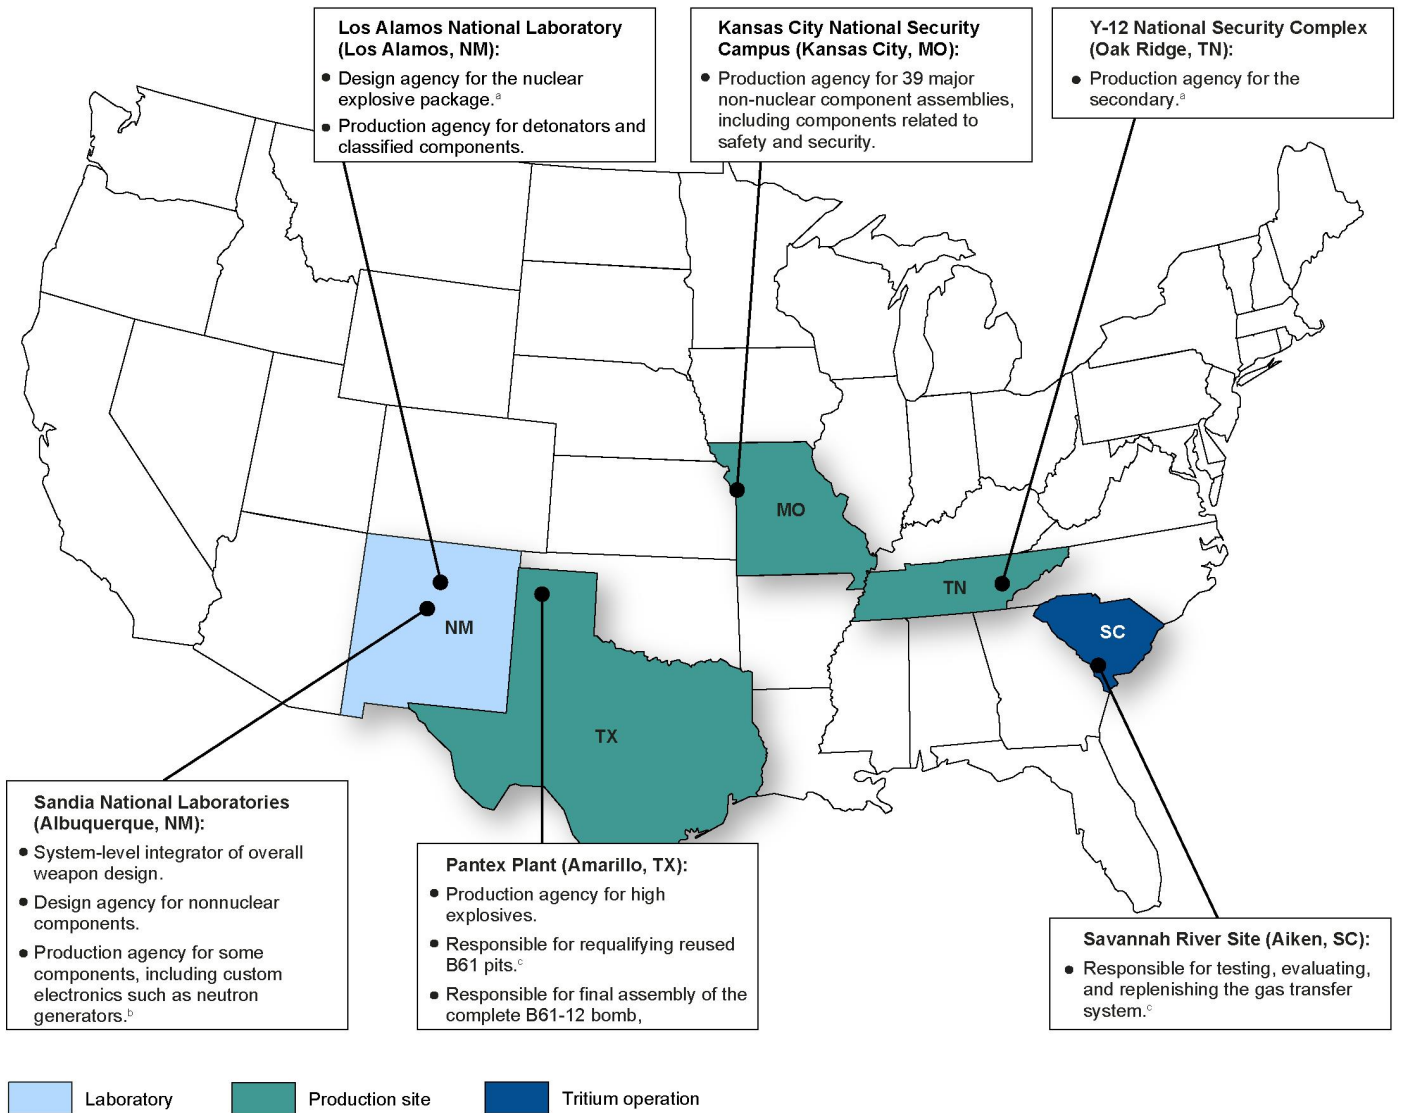 Los Alamos National Laboratory
(Los Alamos, NM):
● Design agency for the nuclear
explosive package.ᵃ
● Production agency for detonators and
classified components.
Kansas City National Security
Campus (Kansas City, MO):
● Production agency for 39 major
non-nuclear component assemblies,
including components related to
safety and security.
Y-12 National Security Complex
(Oak Ridge, TN):
● Production agency for the
secondary.ᵃ
MO
TN
NM
SC
TX
Sandia National Laboratories
(Albuquerque, NM):
● System-level integrator of overall
weapon design.
● Design agency for nonnuclear
components.
● Production agency for some
components, including custom
electronics such as neutron
generators.ᵇ
Pantex Plant (Amarillo, TX):
● Production agency for high
explosives.
● Responsible for requalifying reused
B61 pits.ᶜ
● Responsible for final assembly of the
complete B61-12 bomb,
Savannah River Site (Aiken, SC):
● Responsible for testing, evaluating,
and replenishing the gas transfer
system.ᶜ
Laboratory
Production site
Tritium operation